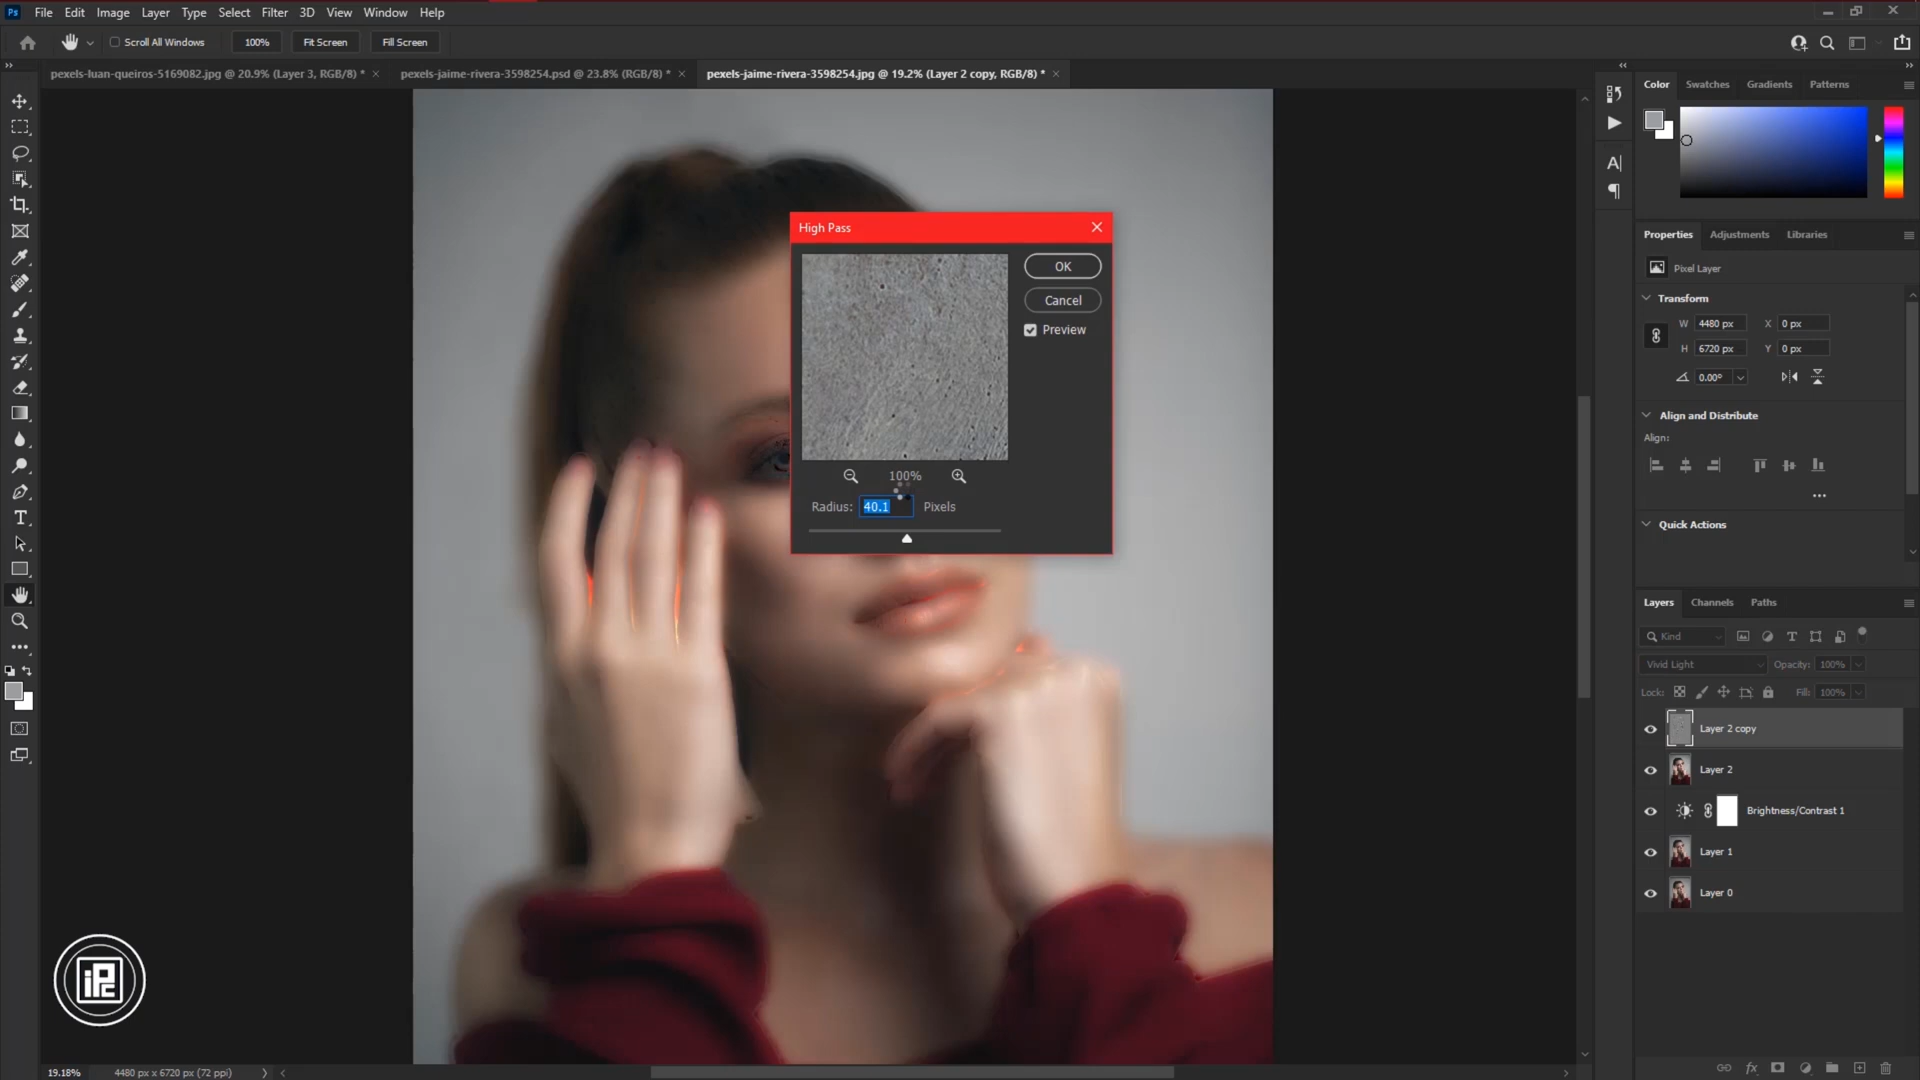 Ps File Edit Image Layer Type Select Filter 3D View Window Help
Scroll All Windows 100% Fit Screen Fill Screen
pexels-luan-queiros-5169082.jpg @ 20.9% (Layer 3, RGB/8) * pexels-jaime-rivera-3598254.psd @ 23.8% (RGB/8) * pexels-jaime-rivera-3598254.jpg @ 19.2% (Layer 2 copy, RGB/8) *
Color Swatches Gradients Patterns
High Pass
OK
Cancel
Preview
100%
Radius: 40.1 Pixels
Properties Adjustments Libraries
Pixel Layer
Transform
W 4480 px X 0 px
H 6720 px Y 0 px
0.00°
Align and Distribute
Align:
Quick Actions
Layers Channels Paths
Kind
Vivid Light Opacity: 100%
Lock: Fill: 100%
Layer 2 copy
Layer 2
Brightness/Contrast 1
Layer 1
Layer 0
iPC
19.18% 4480 px x 6720 px (72 ppi)